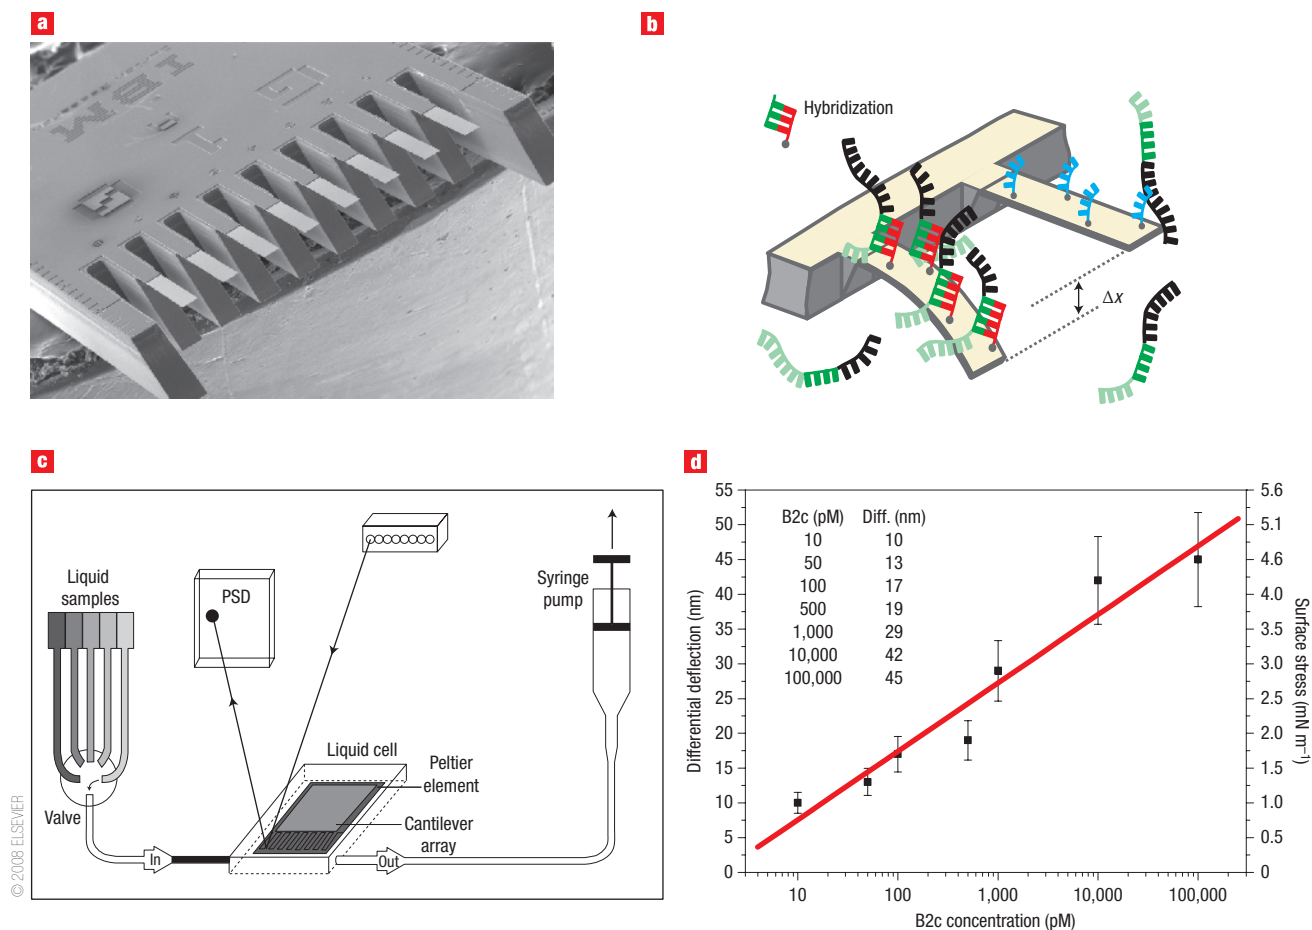 a
IBM
b
Hybridization
Δx
c
Liquid
samples
PSD
Syringe
pump
Liquid cell
Peltier
element
Cantilever
array
Valve
In
Out
© 2008 ELSEVIER
d
B2c (pM) Diff. (nm)
10 10
50 13
100 17
500 19
1,000 29
10,000 42
100,000 45
Differential deflection (nm)
55
50
45
40
35
30
25
20
15
10
5
0
Surface stress (mN m⁻¹)
5.6
5.1
4.6
4.0
3.5
3.0
2.5
2.0
1.5
1.0
0.5
0
10 100 1,000 10,000 100,000
B2c concentration (pM)